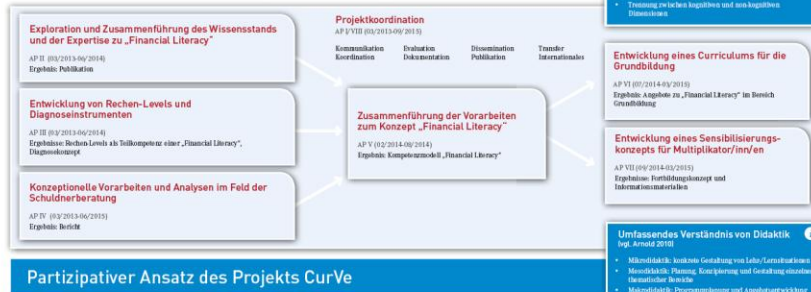 Trennung zwischen kognitiven und non-kognitiven
Dimensionen
Exploration und Zusammenführung des Wissensstands
und der Expertise zu „Financial Literacy“
AP II (03/2013-06/2014)
Ergebnis: Publikation
Entwicklung von Rechen-Levels und
Diagnoseinstrumenten
AP III (03/2013-06/2014)
Ergebnisse: Rechen-Levels als Teilkompetenz einer „Financial Literacy“,
Diagnosekonzept
Konzeptionelle Vorarbeiten und Analysen im Feld der
Schuldnerberatung
AP IV (03/2013-06/2015)
Ergebnis: Bericht
Projektkoordination
AP I/VIII (03/2013-09/2015)
Kommunikation Evaluation Dissemination Transfer
Koordination Dokumentation Publikation Internationales
Zusammenführung der Vorarbeiten
zum Konzept „Financial Literacy“
AP V (02/2014-08/2014)
Ergebnis: Kompetenzmodell „Financial Literacy“
Entwicklung eines Curriculums für die
Grundbildung
AP VI (07/2014-03/2015)
Ergebnis: Angebote zu „Financial Literacy“ im Bereich
Grundbildung
Entwicklung eines Sensibilisierungs-
konzepts für Multiplikator/inn/en
AP VII (09/2014-03/2015)
Ergebnisse: Fortbildungskonzept und
Informationsmaterialien
Umfassendes Verständnis von Didaktik
(vgl. Arnold 2010)
Mikrodidaktik: konkrete Gestaltung von Lehr/Lernsituationen
Mesodidaktik: Planung, Konzipierung und Gestaltung einzelner
thematischer Bereiche
Makrodidaktik: Programmplanung und Angebotsentwicklung
Partizipativer Ansatz des Projekts CurVe